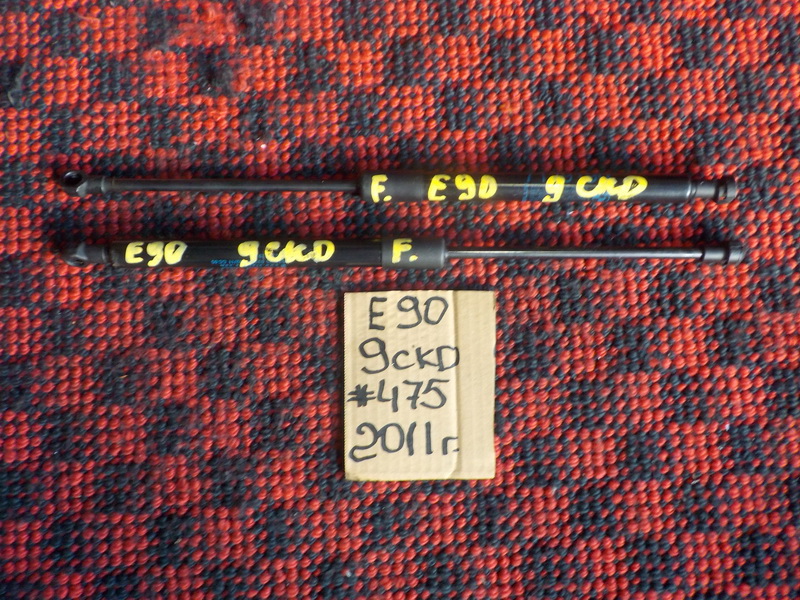 F. E90 9CKD
E90 9CKD F.
E90
9CKD
#475
2011г